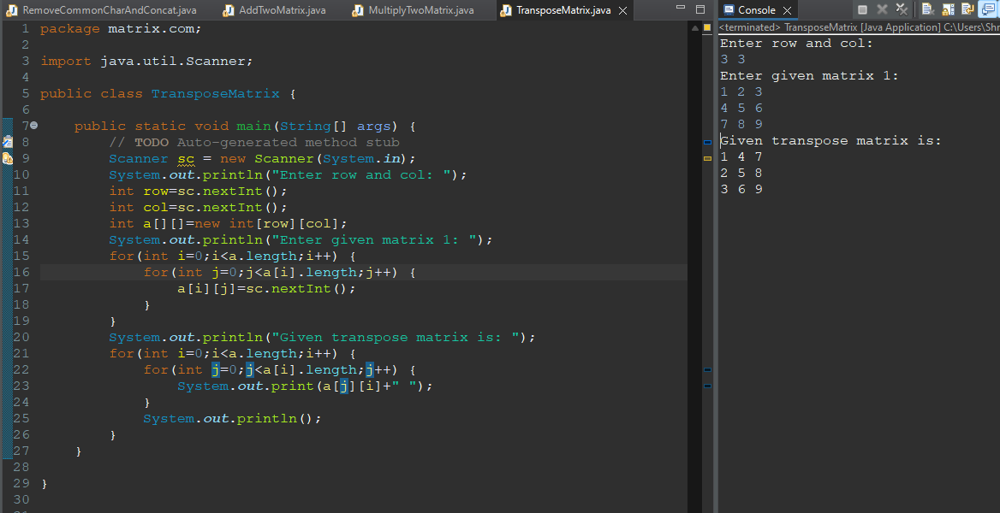 RemoveCommonCharAndConcat.java AddTwoMatrix.java MultiplyTwoMatrix.java TransposeMatrix.java
1 package matrix.com;
2
3 import java.util.Scanner;
4
5 public class TransposeMatrix {
6
7 public static void main(String[] args) {
8 // TODO Auto-generated method stub
9 Scanner sc = new Scanner(System.in);
10 System.out.println("Enter row and col: ");
11 int row=sc.nextInt();
12 int col=sc.nextInt();
13 int a[][]=new int[row][col];
14 System.out.println("Enter given matrix 1: ");
15 for(int i=0;i<a.length;i++) {
16 for(int j=0;j<a[i].length;j++) {
17 a[i][j]=sc.nextInt();
18 }
19 }
20 System.out.println("Given transpose matrix is: ");
21 for(int i=0;i<a.length;i++) {
22 for(int j=0;j<a[i].length;j++) {
23 System.out.print(a[j][i]+" ");
24 }
25 System.out.println();
26 }
27 }
28
29 }
30
Console
<terminated> TransposeMatrix [Java Application] C:\Users\Shr
Enter row and col:
3 3
Enter given matrix 1:
1 2 3
4 5 6
7 8 9
Given transpose matrix is:
1 4 7
2 5 8
3 6 9